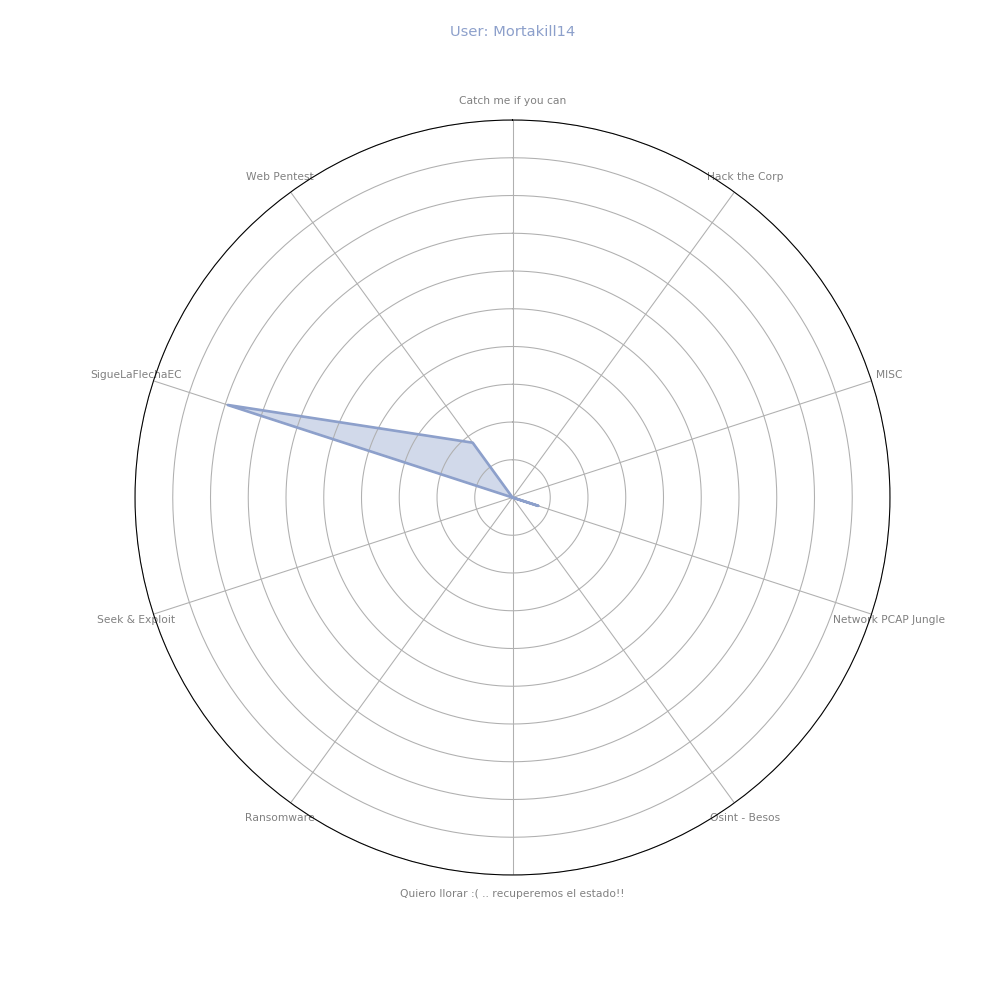 User: Mortakill14
Catch me if you can
Web Pentest
Hack the Corp
SigueLaFlechaEC
MISC
Seek & Exploit
Network PCAP Jungle
Ransomware
Osint - Besos
Quiero llorar :( .. recuperemos el estado!!